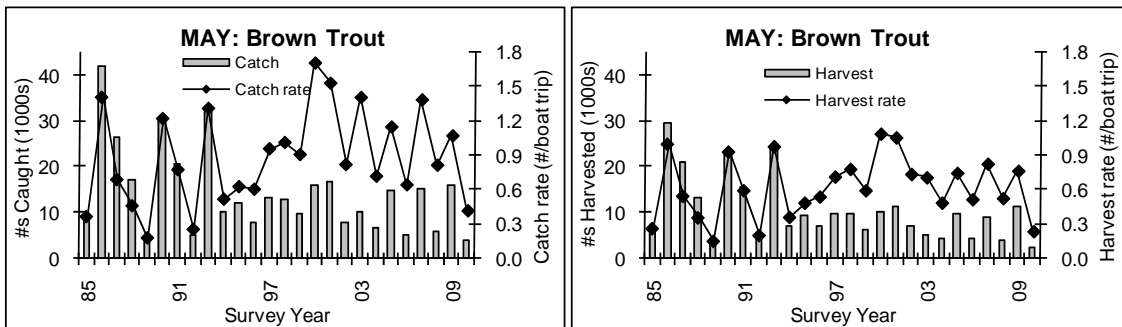 MAY: Brown Trout
Catch
Catch rate
#s Caught (1000s)
40
30
20
10
0
1.8
1.5
1.2
0.9
0.6
0.3
0.0
Catch rate (#/boat trip)
85
91
97
03
09
Survey Year
MAY: Brown Trout
Harvest
Harvest rate
#s Harvested (1000s)
40
30
20
10
0
1.8
1.5
1.2
0.9
0.6
0.3
0.0
Harvest rate (#/boat trip)
85
91
97
03
09
Survey Year